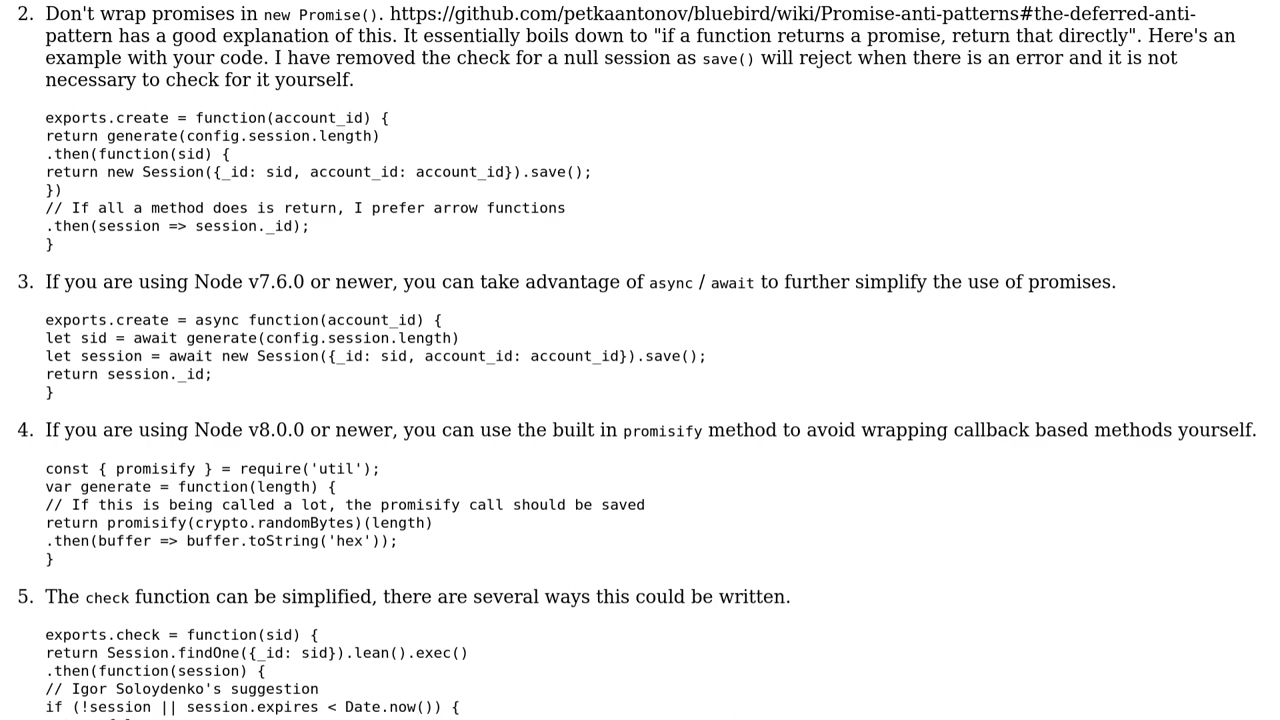 2. Don't wrap promises in new Promise(). https://github.com/petkaantonov/bluebird/wiki/Promise-anti-patterns#the-deferred-anti-
pattern has a good explanation of this. It essentially boils down to "if a function returns a promise, return that directly". Here's an
example with your code. I have removed the check for a null session as save() will reject when there is an error and it is not
necessary to check for it yourself.
exports.create = function(account_id) {
return generate(config.session.length)
.then(function(sid) {
return new Session({_id: sid, account_id: account_id}).save();
})
// If all a method does is return, I prefer arrow functions
.then(session => session._id);
}
3. If you are using Node v7.6.0 or newer, you can take advantage of async / await to further simplify the use of promises.
exports.create = async function(account_id) {
let sid = await generate(config.session.length)
let session = await new Session({_id: sid, account_id: account_id}).save();
return session._id;
}
4. If you are using Node v8.0.0 or newer, you can use the built in promisify method to avoid wrapping callback based methods yourself.
const { promisify } = require('util');
var generate = function(length) {
// If this is being called a lot, the promisify call should be saved
return promisify(crypto.randomBytes)(length)
.then(buffer => buffer.toString('hex'));
}
5. The check function can be simplified, there are several ways this could be written.
exports.check = function(sid) {
return Session.findOne({_id: sid}).lean().exec()
.then(function(session) {
// Igor Soloydenko's suggestion
if (!session || session.expires < Date.now()) {